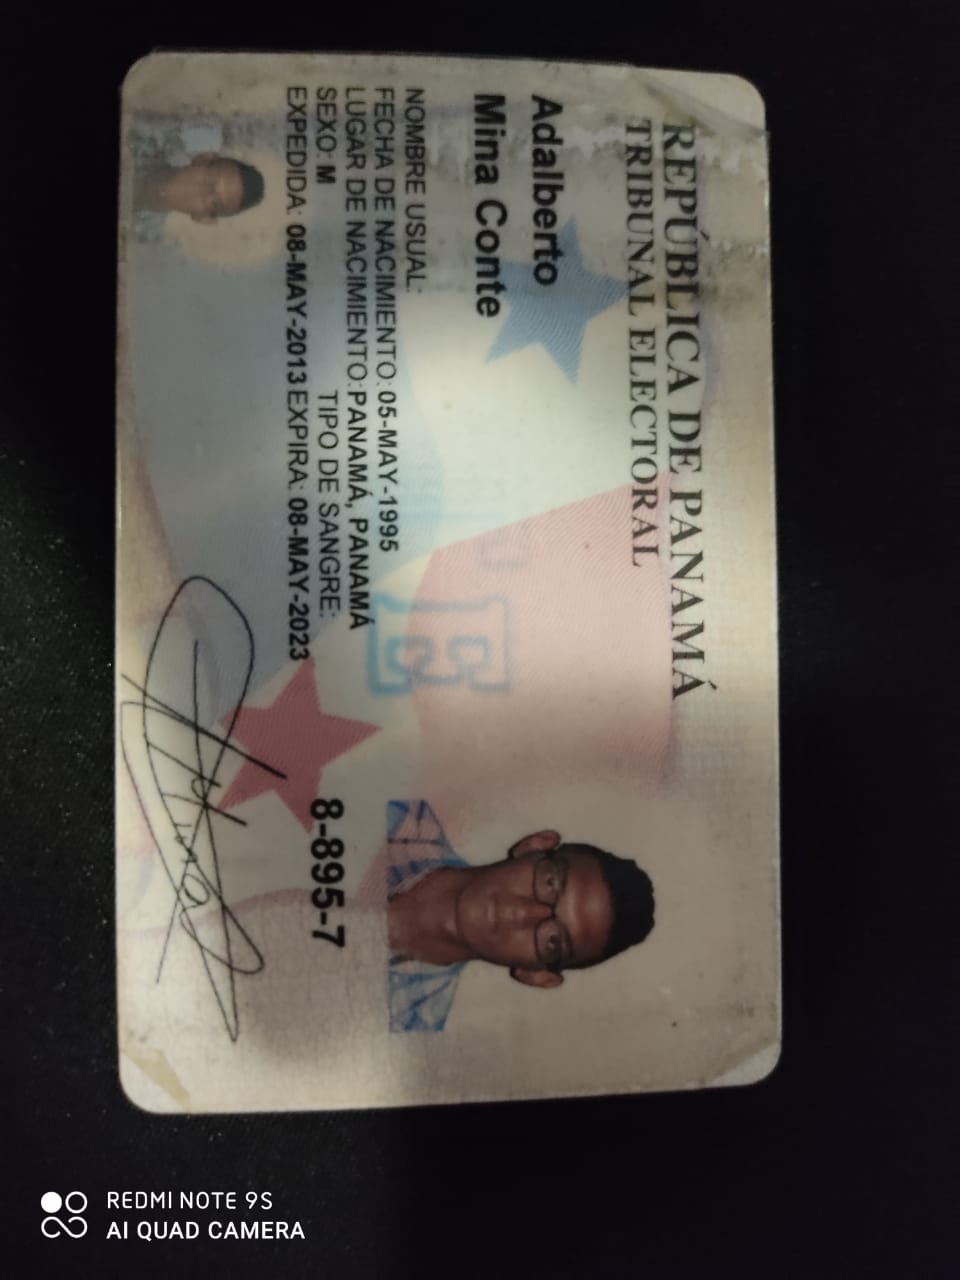 REPÚBLICA DE PANAMÁ
TRIBUNAL ELECTORAL
Adalberto
Mina Conte
NOMBRE USUAL:
FECHA DE NACIMIENTO: 05-MAY-1995
LUGAR DE NACIMIENTO: PANAMÁ, PANAMÁ
SEXO: M TIPO DE SANGRE:
EXPEDIDA: 08-MAY-2013 EXPIRA: 08-MAY-2023
8-895-7
E
Mina
REDMI NOTE 9S
AI QUAD CAMERA